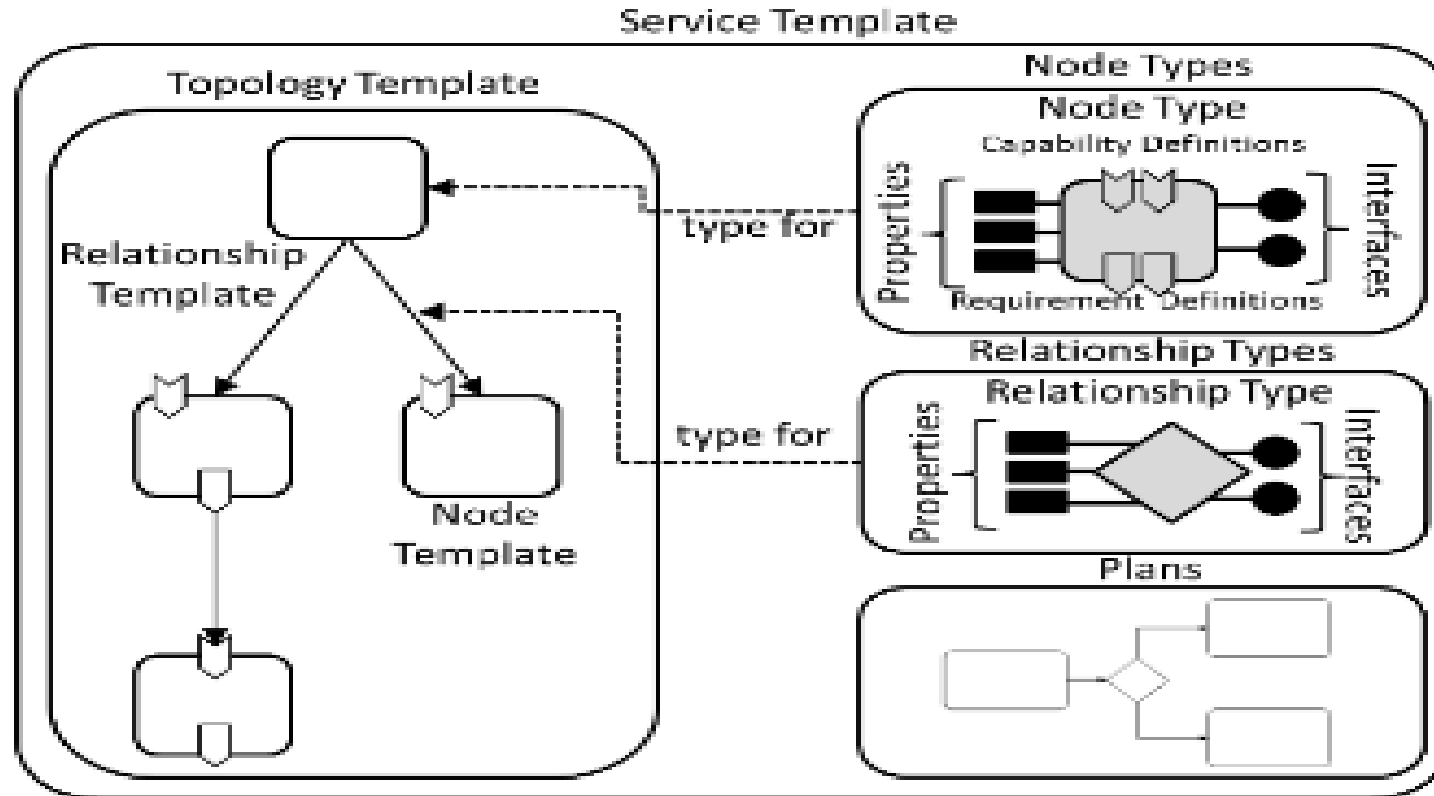 Service Template
Topology Template
Relationship
Template
Node
Template
type for
type for
Node Types
Node Type
Capability Definitions
Properties
Interfaces
Requirement Definitions
Relationship Types
Relationship Type
Properties
Interfaces
Plans